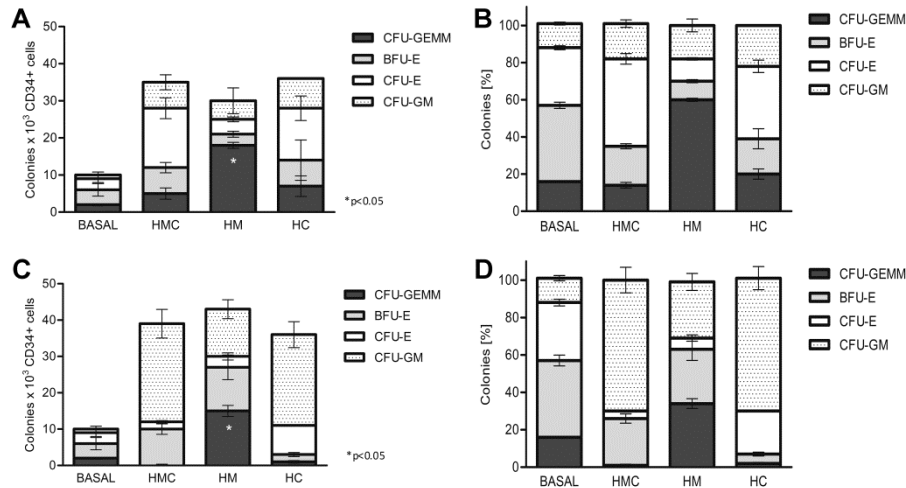 A
Colonies x 10³ CD34+ cells
50
40
30
20
10
0
*
BASAL
HMC
HM
HC
CFU-GEMM
BFU-E
CFU-E
CFU-GM
*p<0.05
B
Colonies [%]
100
80
60
40
20
0
BASAL
HMC
HM
HC
CFU-GEMM
BFU-E
CFU-E
CFU-GM
C
Colonies x 10³ CD34+ cells
50
40
30
20
10
0
*
BASAL
HMC
HM
HC
CFU-GEMM
BFU-E
CFU-E
CFU-GM
*p<0.05
D
Colonies [%]
100
80
60
40
20
0
BASAL
HMC
HM
HC
CFU-GEMM
BFU-E
CFU-E
CFU-GM